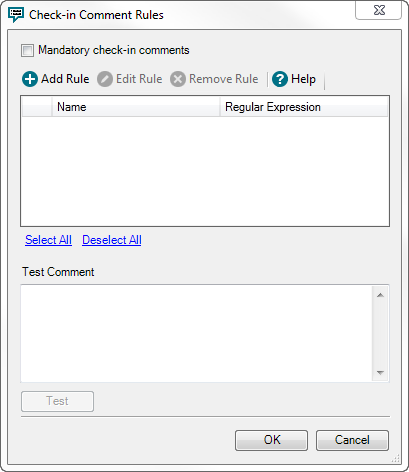 Check-in Comment Rules
Mandatory check-in comments
Add Rule Edit Rule Remove Rule Help
Name Regular Expression
Select All Deselect All
Test Comment
Test
OK Cancel